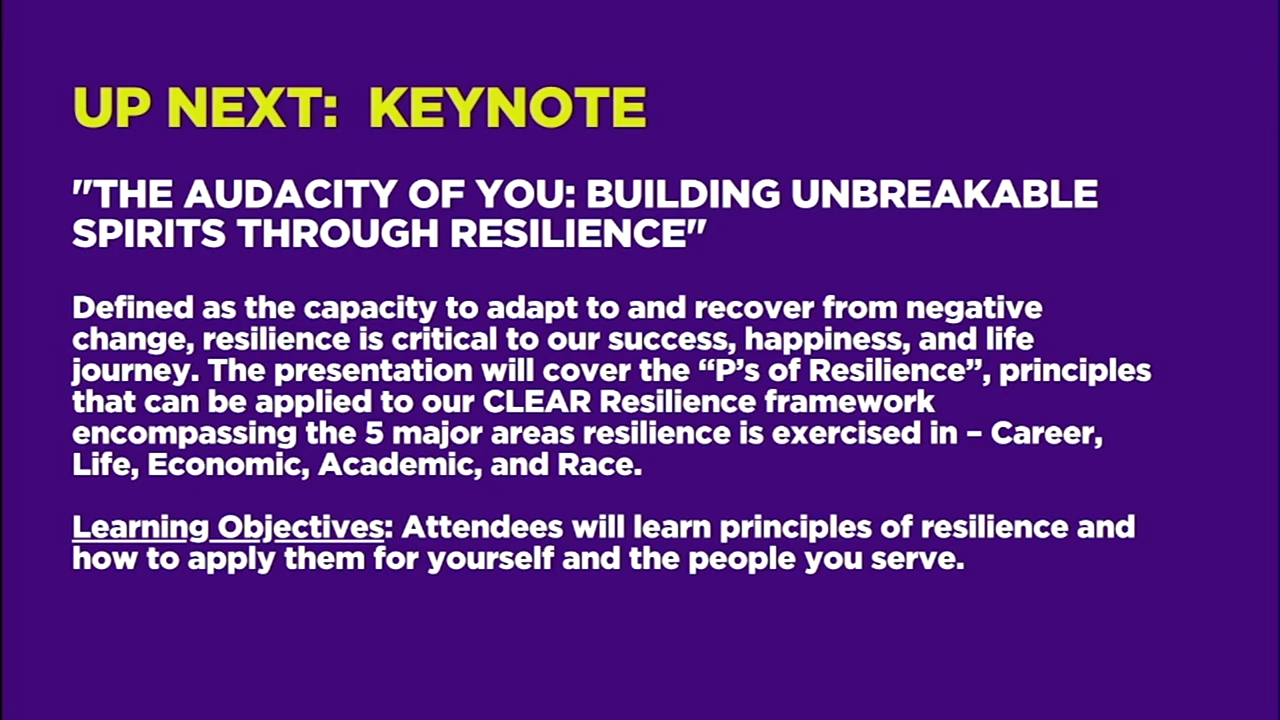 UP NEXT: KEYNOTE
"THE AUDACITY OF YOU: BUILDING UNBREAKABLE
SPIRITS THROUGH RESILIENCE"
Defined as the capacity to adapt to and recover from negative
change, resilience is critical to our success, happiness, and life
journey. The presentation will cover the “P’s of Resilience”, principles
that can be applied to our CLEAR Resilience framework
encompassing the 5 major areas resilience is exercised in – Career,
Life, Economic, Academic, and Race.
Learning Objectives: Attendees will learn principles of resilience and
how to apply them for yourself and the people you serve.